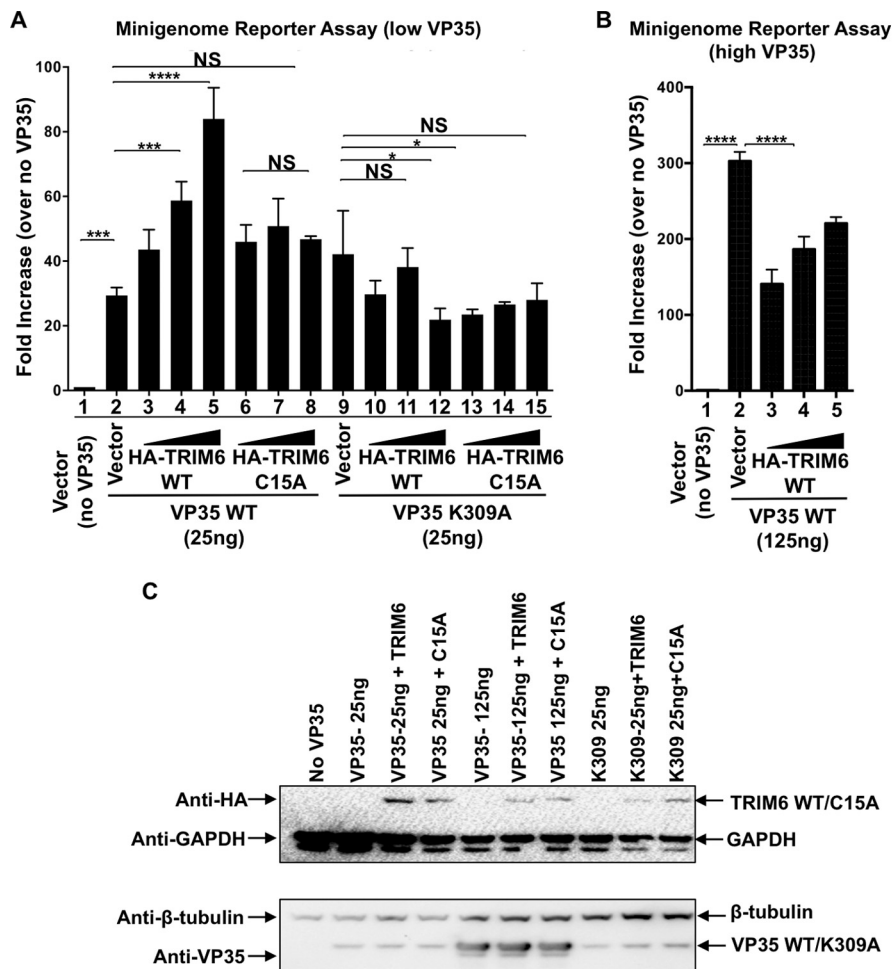 A
Minigenome Reporter Assay (low VP35)
Fold Increase (over no VP35)
100
80
60
40
20
0
NS
****
***
***
NS
NS
*
*
NS
1 2 3 4 5 6 7 8 9 10 11 12 13 14 15
Vector
(no VP35)
Vector
HA-TRIM6
WT
HA-TRIM6
C15A
Vector
HA-TRIM6
WT
HA-TRIM6
C15A
VP35 WT
(25ng)
VP35 K309A
(25ng)
B
Minigenome Reporter Assay
(high VP35)
Fold Increase (over no VP35)
400
300
200
100
0
**** ****
1 2 3 4 5
Vector
(no VP35)
Vector
HA-TRIM6
WT
VP35 WT
(125ng)
C
No VP35
VP35- 25ng
VP35-25ng + TRIM6
VP35 25ng + C15A
VP35- 125ng
VP35-125ng + TRIM6
VP35 125ng + C15A
K309 25ng
K309-25ng+TRIM6
K309 25ng+C15A
Anti-HA
TRIM6 WT/C15A
Anti-GAPDH
GAPDH
Anti-β-tubulin
β-tubulin
Anti-VP35
VP35 WT/K309A